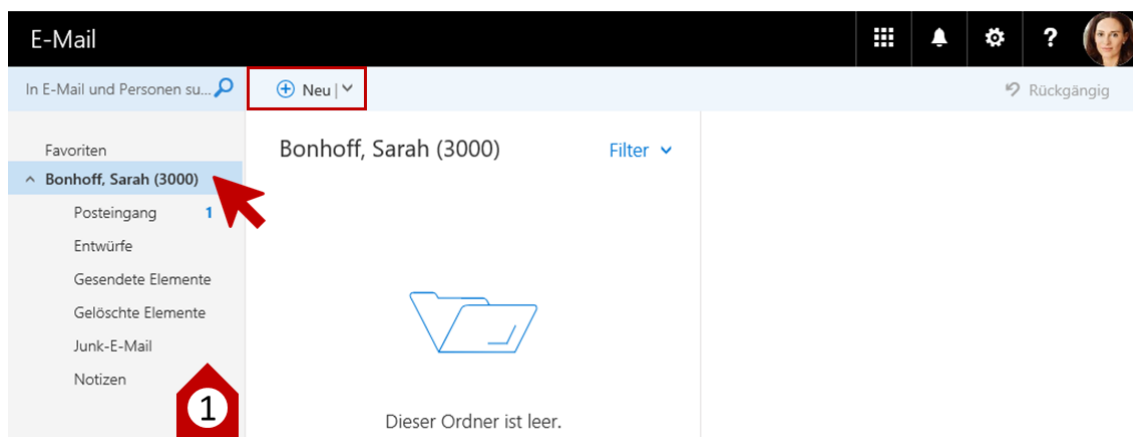 E-Mail
?
In E-Mail und Personen su...
Neu
Rückgängig
Favoriten
Bonhoff, Sarah (3000)
Posteingang 1
Entwürfe
Gesendete Elemente
Gelöschte Elemente
Junk-E-Mail
Notizen
1
Bonhoff, Sarah (3000)
Filter
Dieser Ordner ist leer.